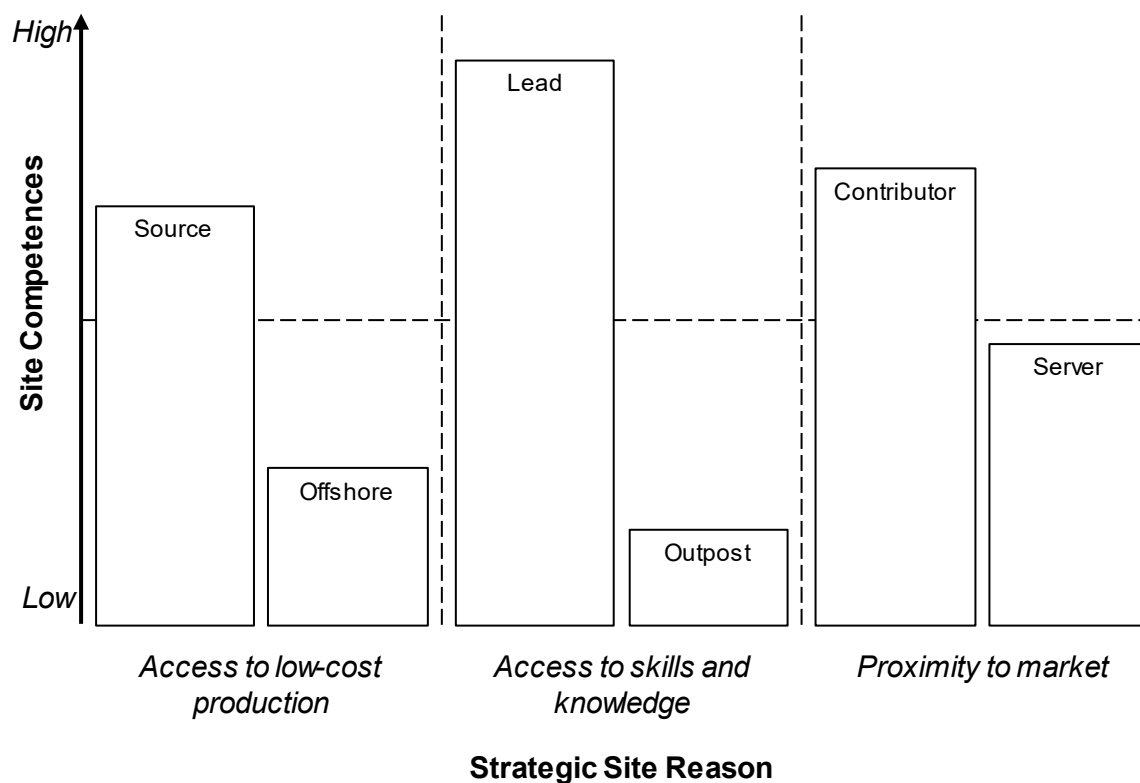 High
Lead
Contributor
Source
Site Competences
Server
Offshore
Outpost
Low
Access to low-cost
production
Access to skills and
knowledge
Proximity to market
Strategic Site Reason